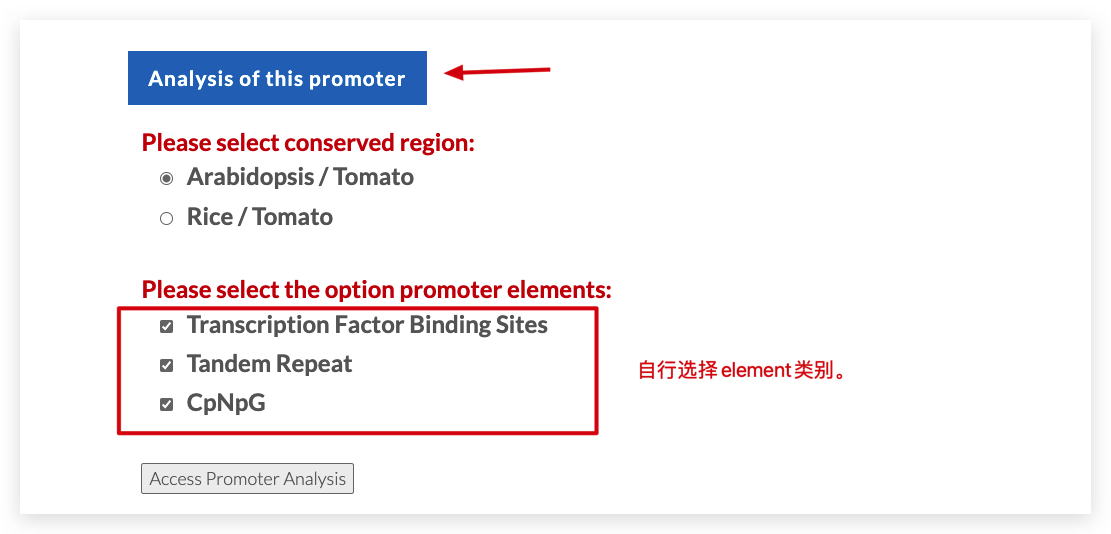 Analysis of this promoter
Please select conserved region:
Arabidopsis / Tomato
Rice / Tomato
Please select the option promoter elements:
Transcription Factor Binding Sites
Tandem Repeat
自行选择element类别。
CpNpG
Access Promoter Analysis